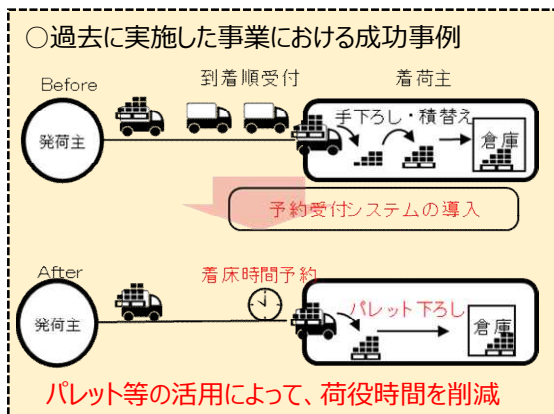 ○過去に実施した事業における成功事例
Before
到着順受付
着荷主
発荷主
手下ろし・積替え
倉庫
予約受付システムの導入
After
着床時間予約
発荷主
パレット下ろし
倉庫
パレット等の活用によって、荷役時間を削減